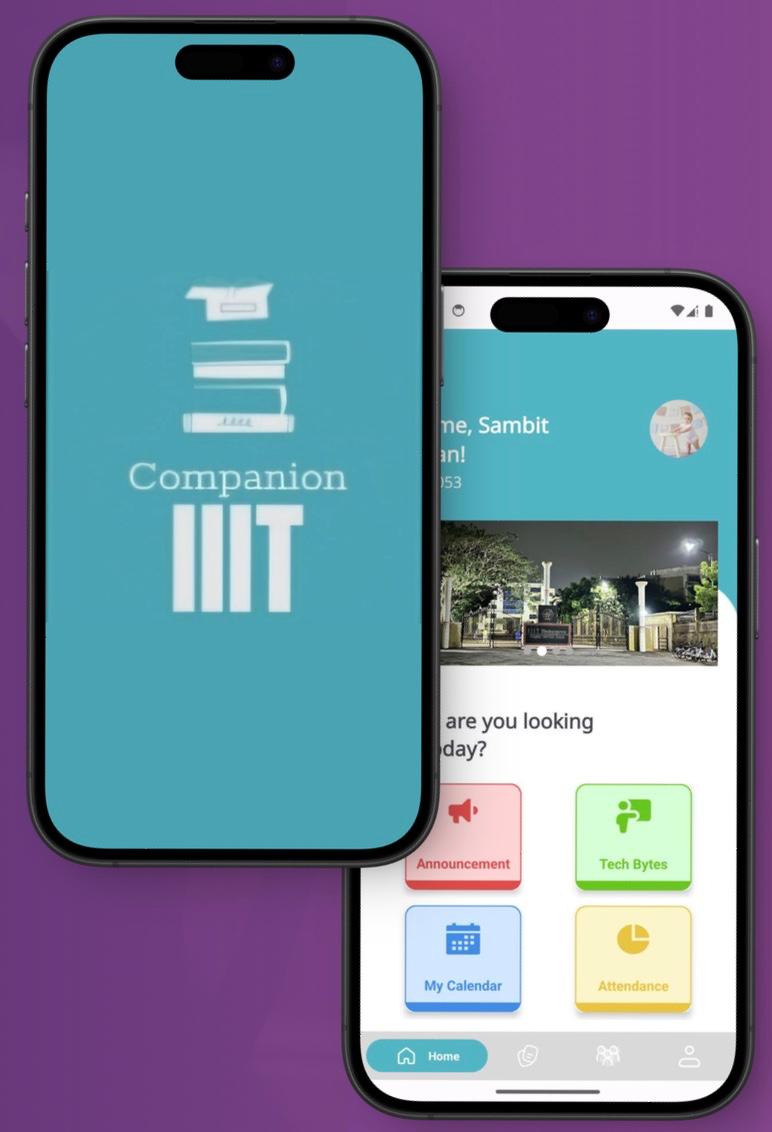 Companion
IIIT
me, Sambit
an!
053
are you looking
oday?
Announcement
Tech Bytes
My Calendar
Attendance
Home